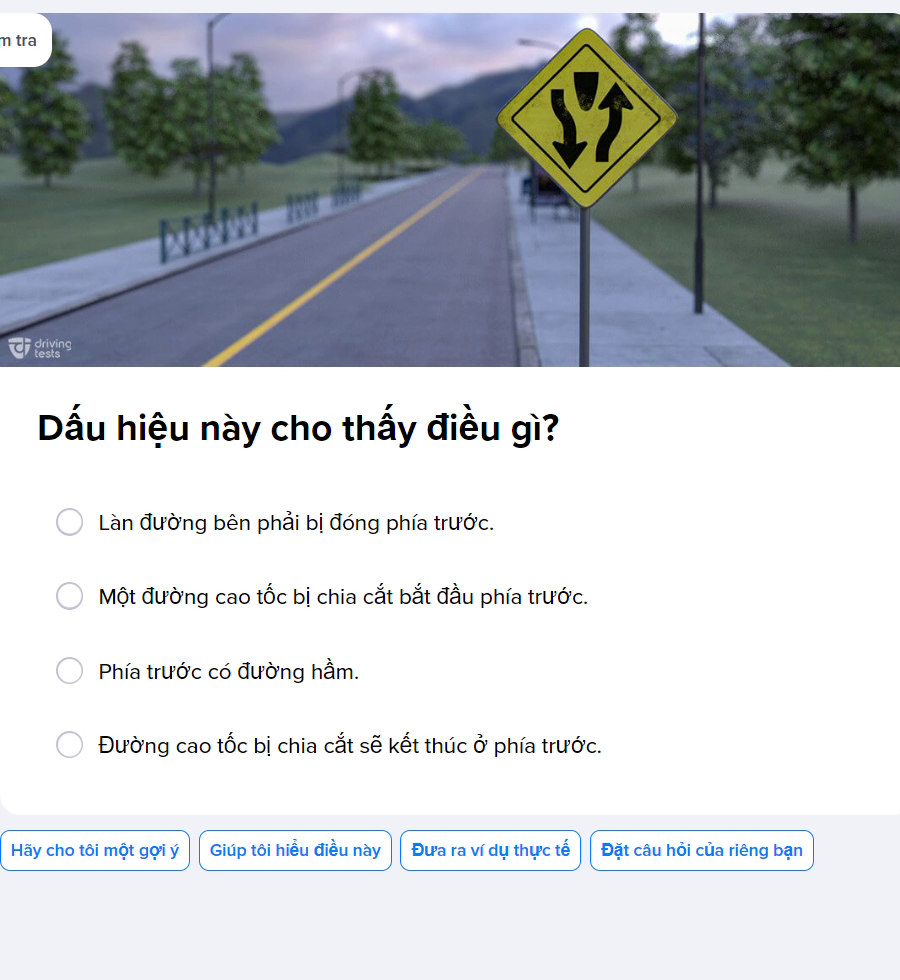 m tra
driving
tests
Dấu hiệu này cho thấy điều gì?
Làn đường bên phải bị đóng phía trước.
Một đường cao tốc bị chia cắt bắt đầu phía trước.
Phía trước có đường hầm.
Đường cao tốc bị chia cắt sẽ kết thúc ở phía trước.
Hãy cho tôi một gợi ý
Giúp tôi hiểu điều này
Đưa ra ví dụ thực tế
Đặt câu hỏi của riêng bạn